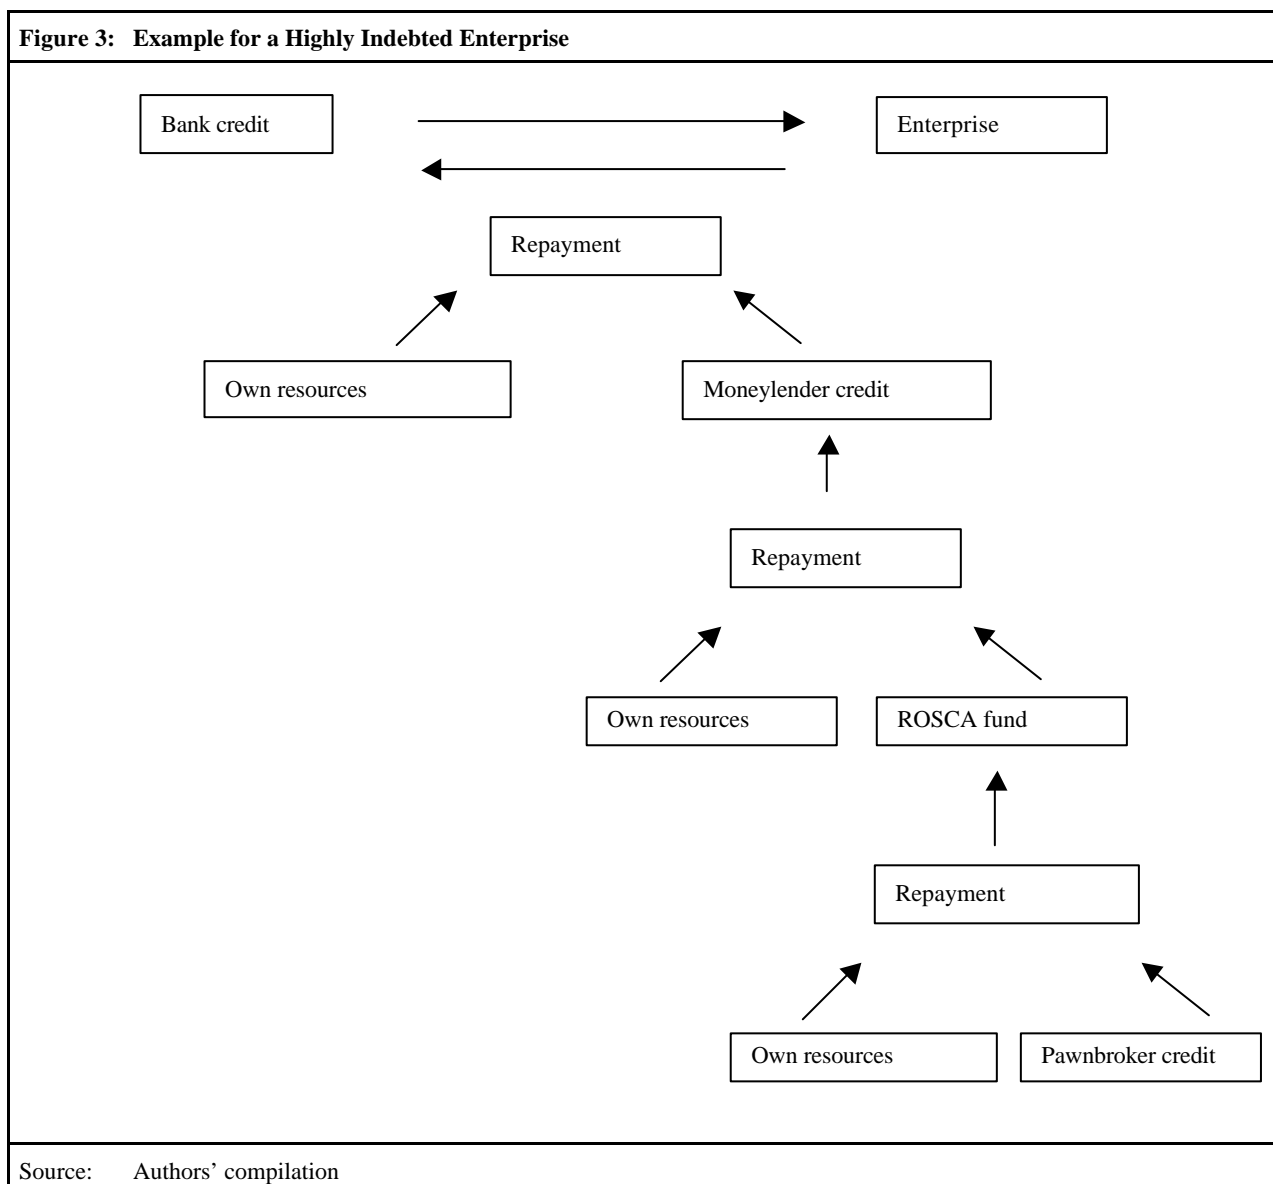 Figure 3: Example for a Highly Indebted Enterprise
Bank credit
Enterprise
Repayment
Own resources
Moneylender credit
Repayment
Own resources
ROSCA fund
Repayment
Own resources
Pawnbroker credit
Source: Authors’ compilation